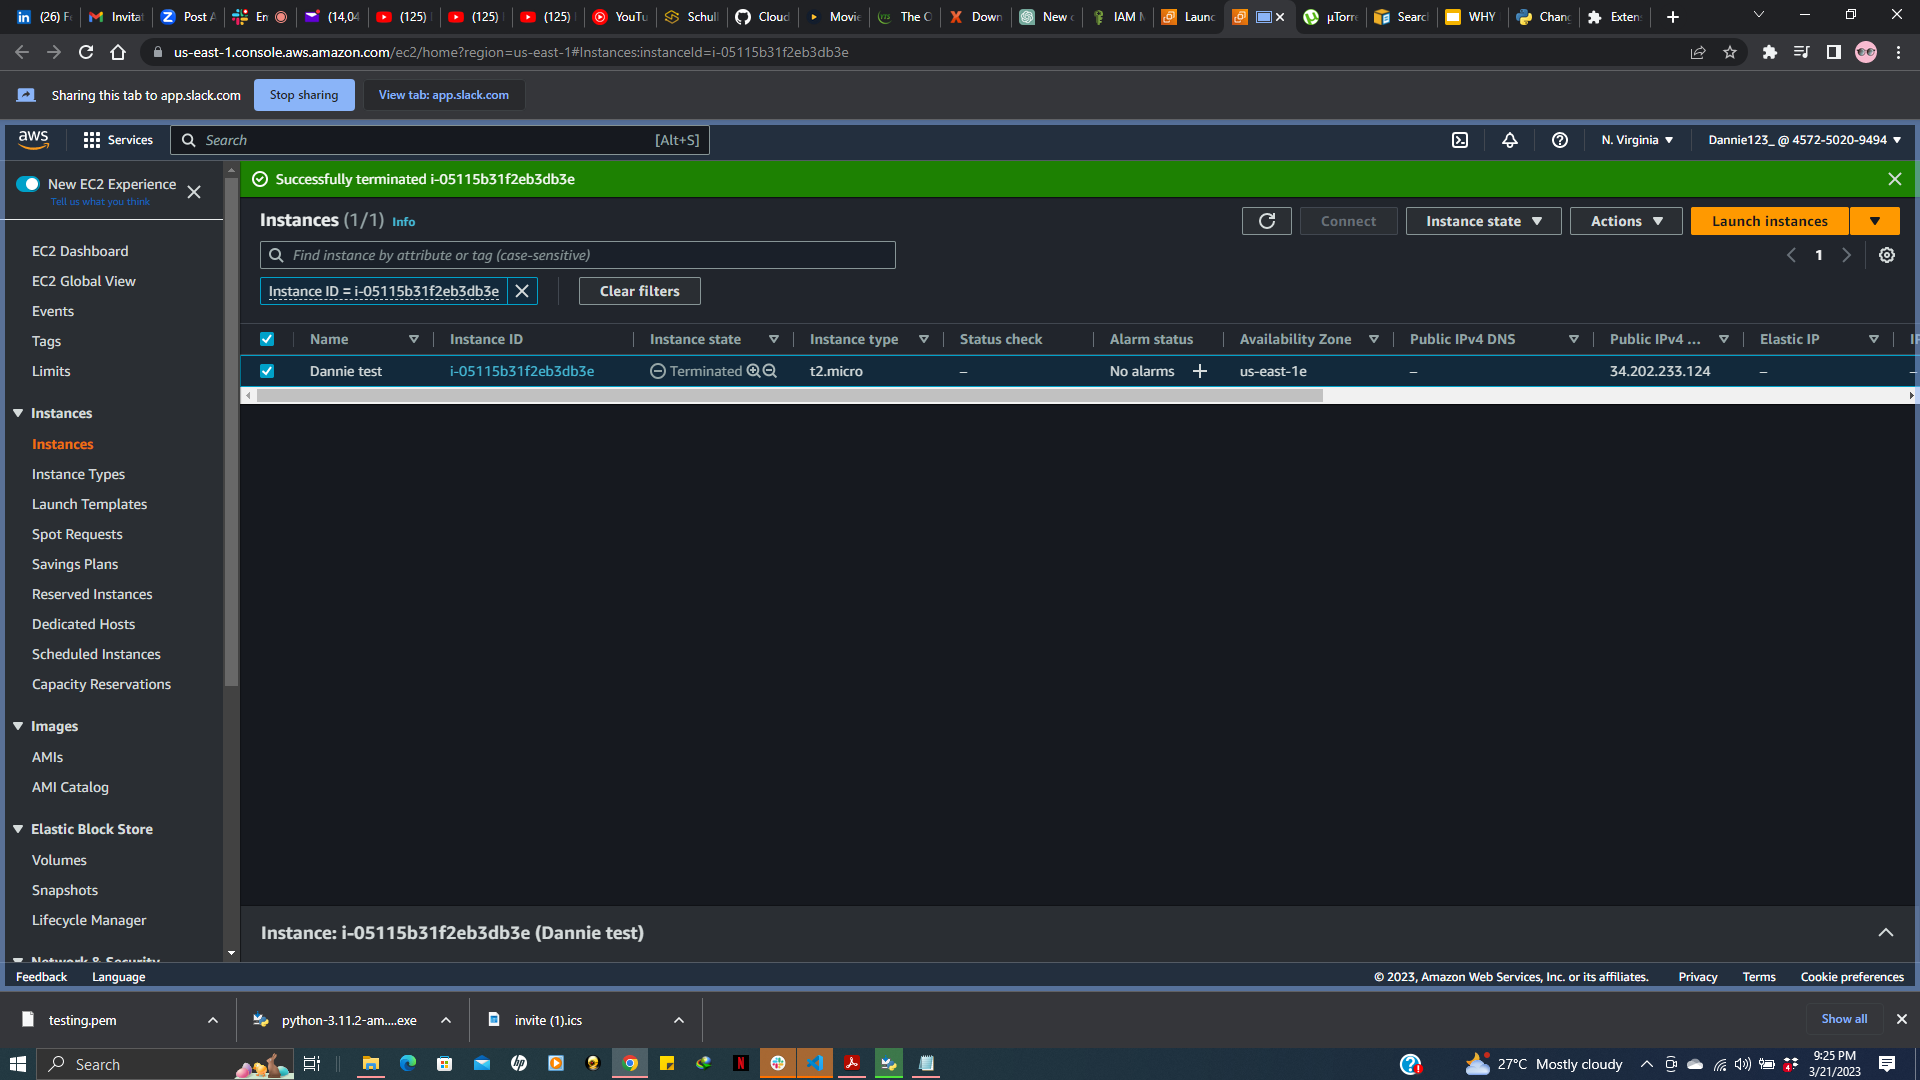 (26) F
Invitat
Post A
En
(14,04
(125)
(125)
(125)
YouTu
Schul
Cloud
Movie
The O
Down
New c
IAM M
Launc
µTorre
Search
WHY
Chang
Exten
us-east-1.console.aws.amazon.com/ec2/home?region=us-east-1#Instances:instanceId=i-05115b31f2eb3db3e
Sharing this tab to app.slack.com
Stop sharing
View tab: app.slack.com
aws
Services
Search
[Alt+S]
N. Virginia
Dannie123_ @ 4572-5020-9494
New EC2 Experience
Tell us what you think
Successfully terminated i-05115b31f2eb3db3e
Instances (1/1) Info
Connect
Instance state
Actions
Launch instances
Find instance by attribute or tag (case-sensitive)
1
Instance ID = i-05115b31f2eb3db3e
Clear filters
Name
Instance ID
Instance state
Instance type
Status check
Alarm status
Availability Zone
Public IPv4 DNS
Public IPv4 ...
Elastic IP
IP
Dannie test
i-05115b31f2eb3db3e
Terminated
t2.micro
–
No alarms
us-east-1e
–
34.202.233.124
–
–
EC2 Dashboard
EC2 Global View
Events
Tags
Limits
Instances
Instances
Instance Types
Launch Templates
Spot Requests
Savings Plans
Reserved Instances
Dedicated Hosts
Scheduled Instances
Capacity Reservations
Images
AMIs
AMI Catalog
Elastic Block Store
Volumes
Snapshots
Lifecycle Manager
Network & Security
Instance: i-05115b31f2eb3db3e (Dannie test)
Feedback
Language
© 2023, Amazon Web Services, Inc. or its affiliates.
Privacy
Terms
Cookie preferences
testing.pem
python-3.11.2-am....exe
invite (1).ics
Show all
Search
27°C Mostly cloudy
9:25 PM
3/21/2023